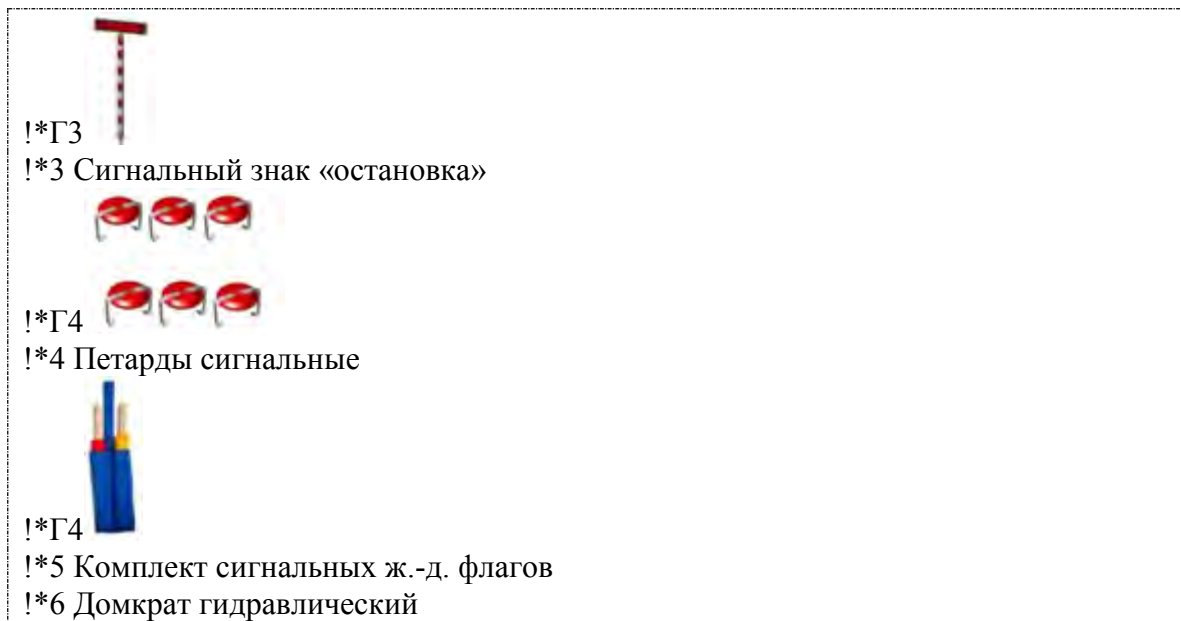 !*Г3
!*3 Сигнальный знак «остановка»
!*Г4
!*4 Петарды сигнальные
!*Г4
!*5 Комплект сигнальных ж.-д. флагов
!*6 Домкрат гидравлический